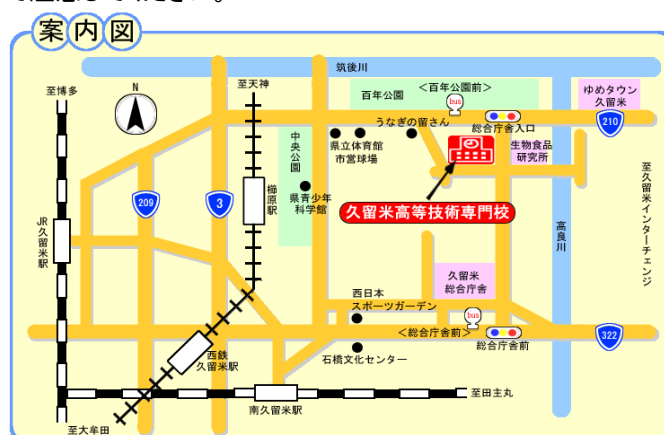 案内図
筑後川
至博多
N
至天神
百年公園
<百年公園前>
bus
ゆめタウン
久留米
210
うなぎの留さん
総合庁舎入口
県立体育館
市営球場
中央公園
生物食品
研究所
県青少年
科学館
櫛原駅
209
3
久留米高等技術専門校
至久留米インターチェンジ
高良川
JR久留米駅
久留米
総合庁舎
西日本
スポーツガーデン
bus
<総合庁舎前>
総合庁舎前
322
石橋文化センター
西鉄
久留米駅
南久留米駅
至田主丸
至大牟田